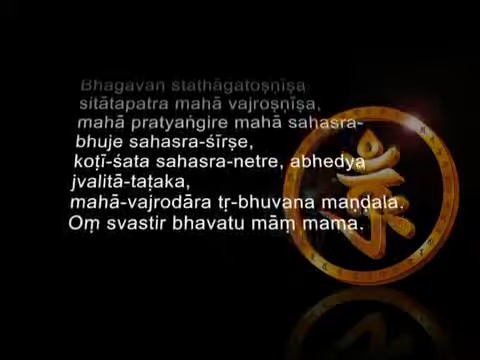 Bhagavan stathāgatoṣṇīṣa
sitātapatra mahā vajroṣṇīṣa,
mahā pratyaṅgire mahā sahasra-
bhuje sahasra-śīrṣe,
koṭī-śata sahasra-netre, abhedya
jvalitā-taṭaka,
mahā-vajrodāra tṛ-bhuvana maṇḍala.
Oṃ svastir bhavatu māṃ mama.